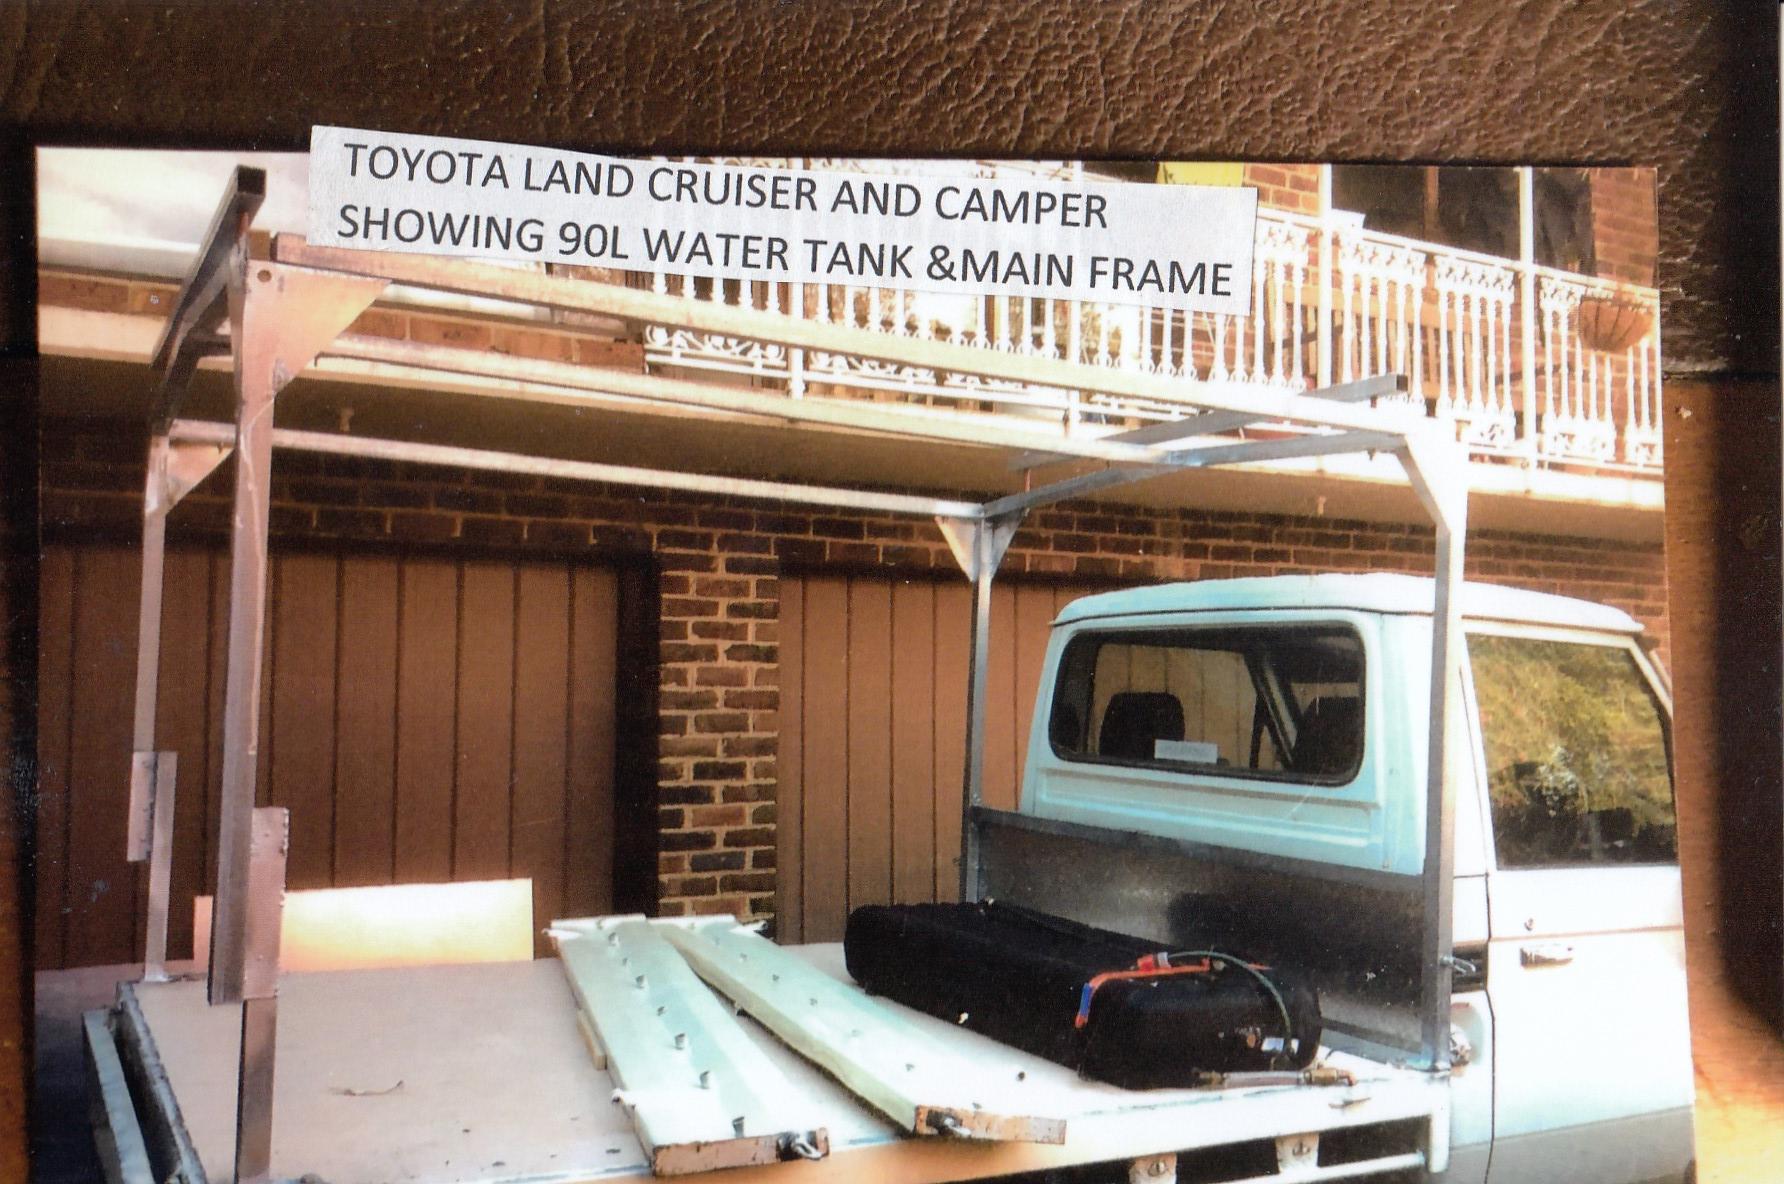 TOYOTA LAND CRUISER AND CAMPER
SHOWING 90L WATER TANK &MAIN FRAME